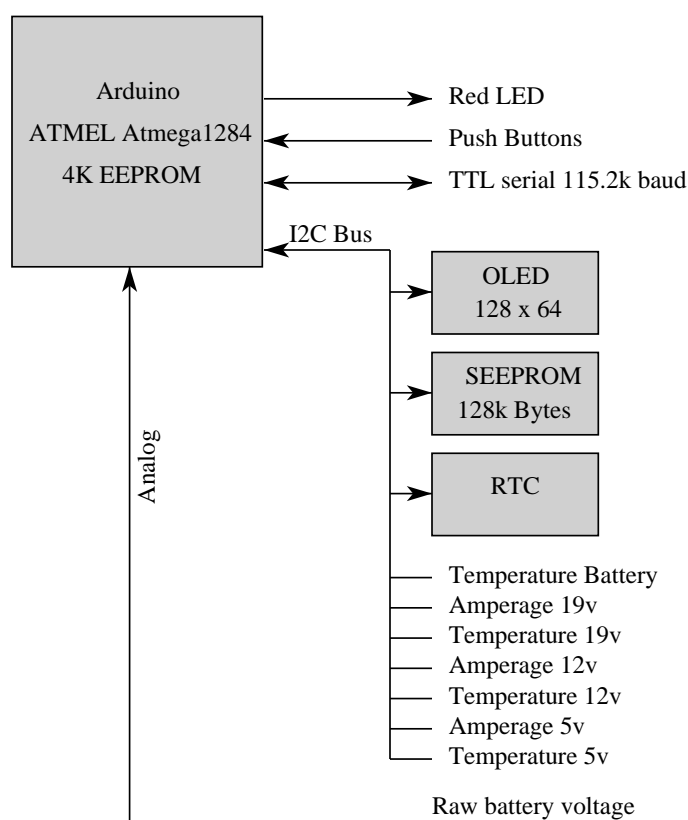 Arduino
ATMEL Atmega1284
4K EEPROM
Red LED
Push Buttons
TTL serial 115.2k baud
I2C Bus
OLED
128 x 64
SEEPROM
128k Bytes
RTC
Analog
Temperature Battery
Amperage 19v
Temperature 19v
Amperage 12v
Temperature 12v
Amperage 5v
Temperature 5v
Raw battery voltage